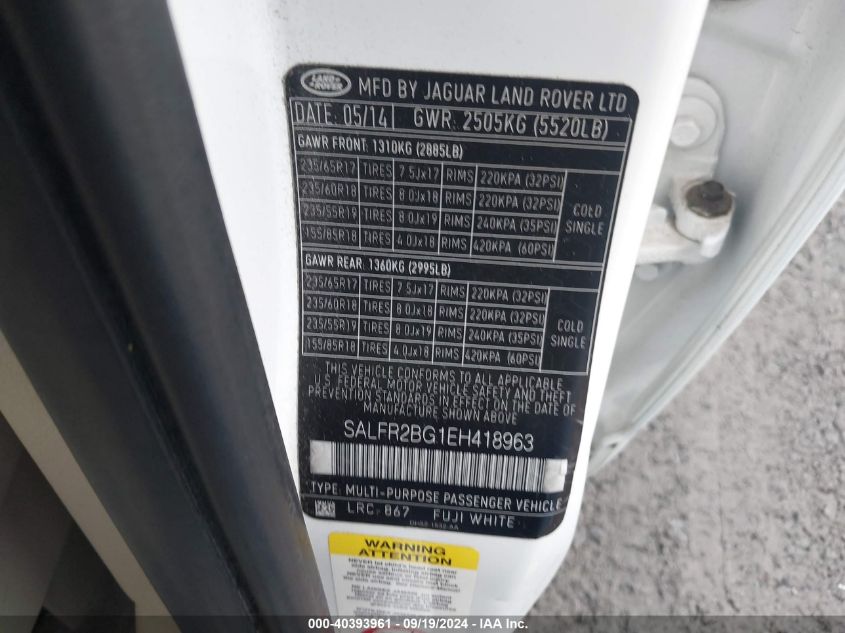 LAND ROVER MFD BY JAGUAR LAND ROVER LTD
DATE: 05/14 GWR: 2505KG (5520LB)
GAWR FRONT: 1310KG (2885LB)
235/65R17 TIRES 7.5Jx17 RIMS 220KPA (32PSI)
235/60R18 TIRES 8.0Jx18 RIMS 220KPA (32PSI)
235/55R19 TIRES 8.0Jx19 RIMS 240KPA (35PSI)
155/85R18 TIRES 4.0Jx18 RIMS 420KPA (60PSI)
COLD
SINGLE
GAWR REAR: 1360KG (2995LB)
235/65R17 TIRES 7.5Jx17 RIMS 220KPA (32PSI)
235/60R18 TIRES 8.0Jx18 RIMS 220KPA (32PSI)
235/55R19 TIRES 8.0Jx19 RIMS 240KPA (35PSI)
155/85R18 TIRES 4.0Jx18 RIMS 420KPA (60PSI)
COLD
SINGLE
THIS VEHICLE CONFORMS TO ALL APPLICABLE
U.S. FEDERAL MOTOR VEHICLE SAFETY AND THEFT
PREVENTION STANDARDS IN EFFECT ON THE DATE OF
MANUFACTURE SHOWN ABOVE
SALFR2BG1EH418963
TYPE: MULTI-PURPOSE PASSENGER VEHICLE
LRC: 867 FUJI WHITE
WARNING
ATTENTION
000-40393961 - 09/19/2024 - IAA Inc.